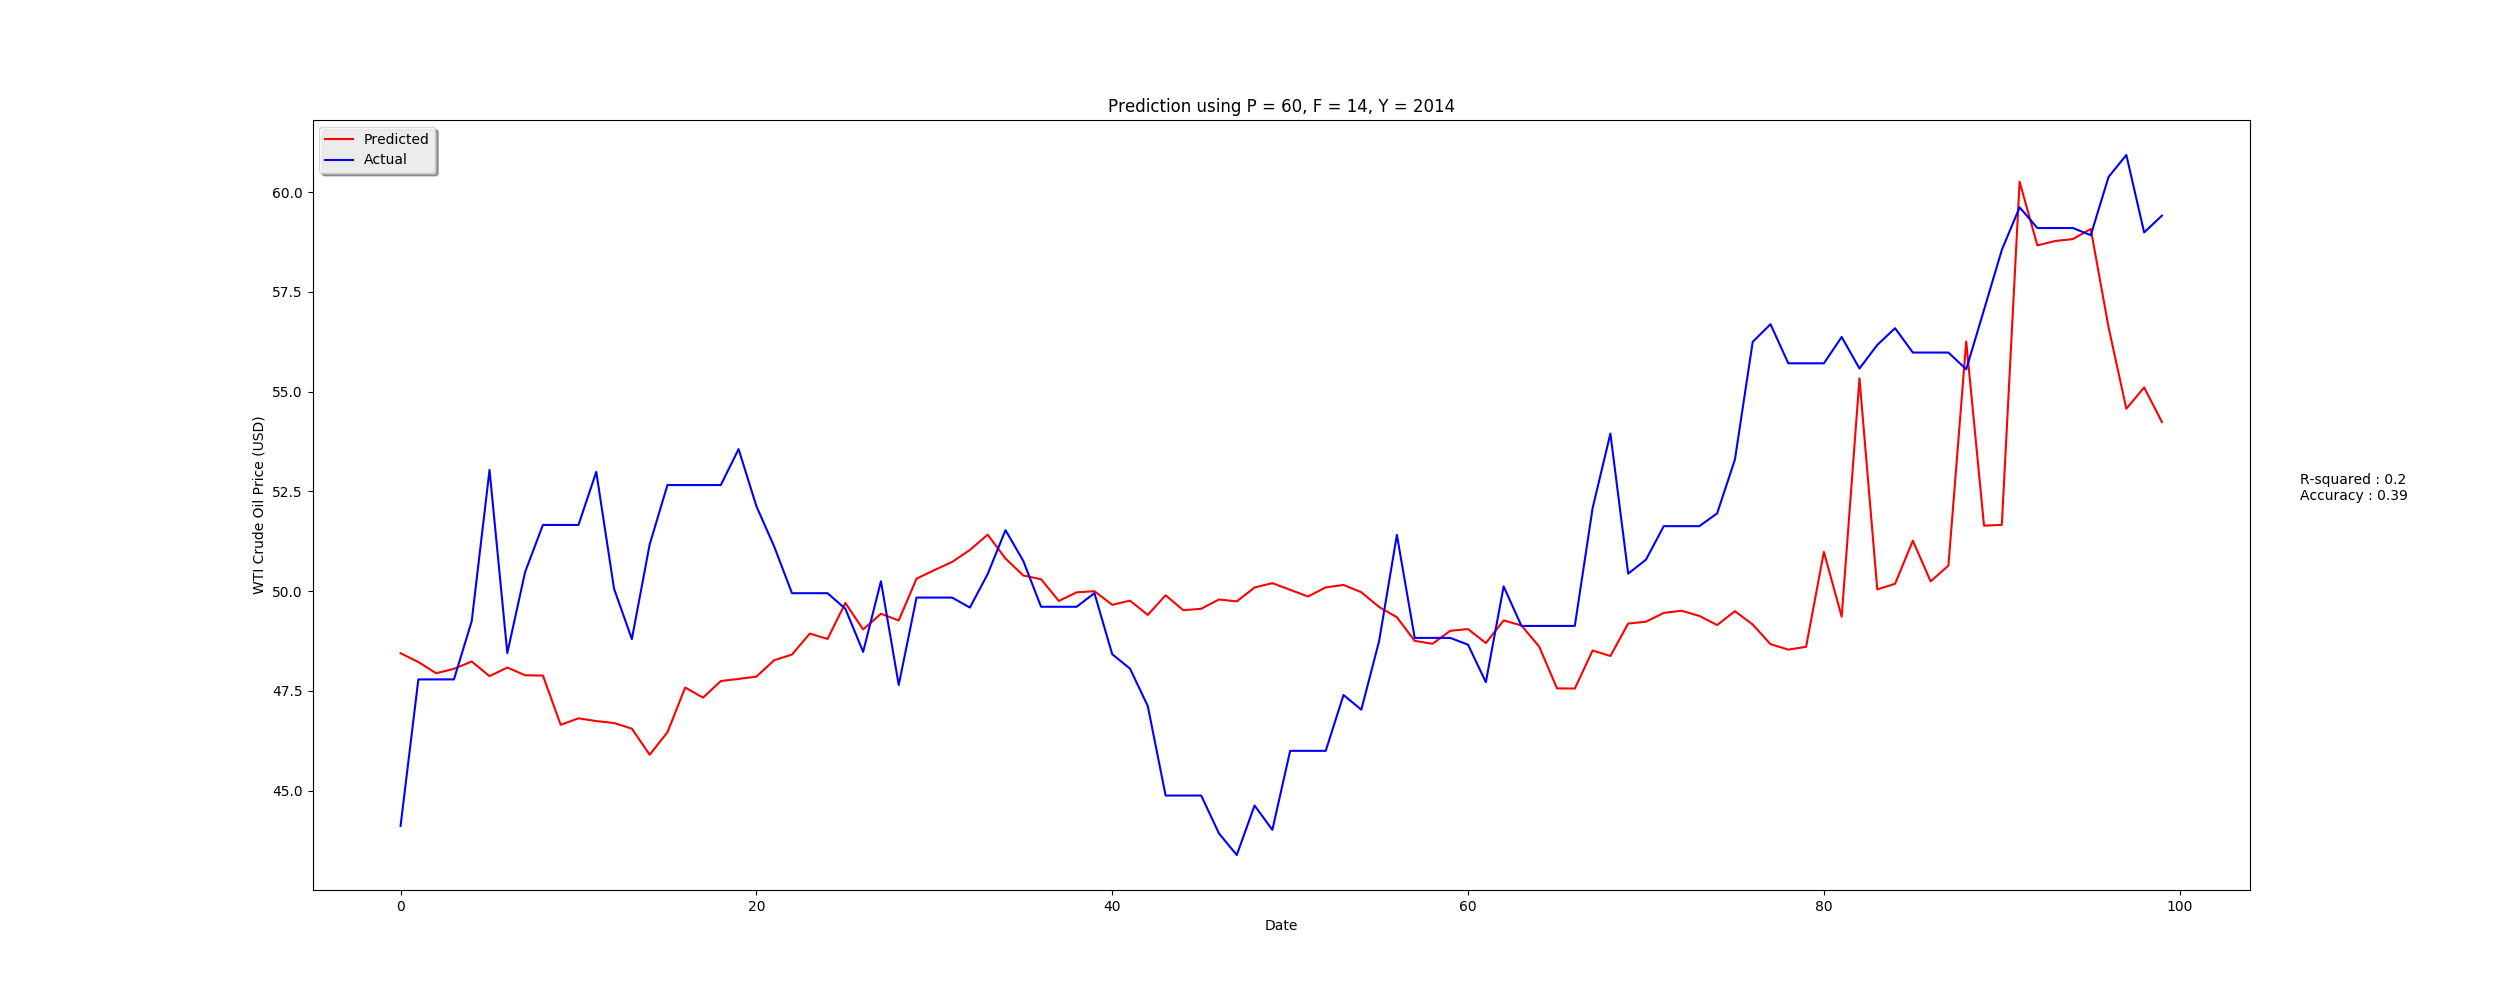 Prediction using P = 60, F = 14, Y = 2014
Predicted
Actual
60.0
57.5
55.0
52.5
50.0
47.5
45.0
WTI Crude Oil Price (USD)
R-squared : 0.2
Accuracy : 0.39
0 20 40 60 80 100
Date